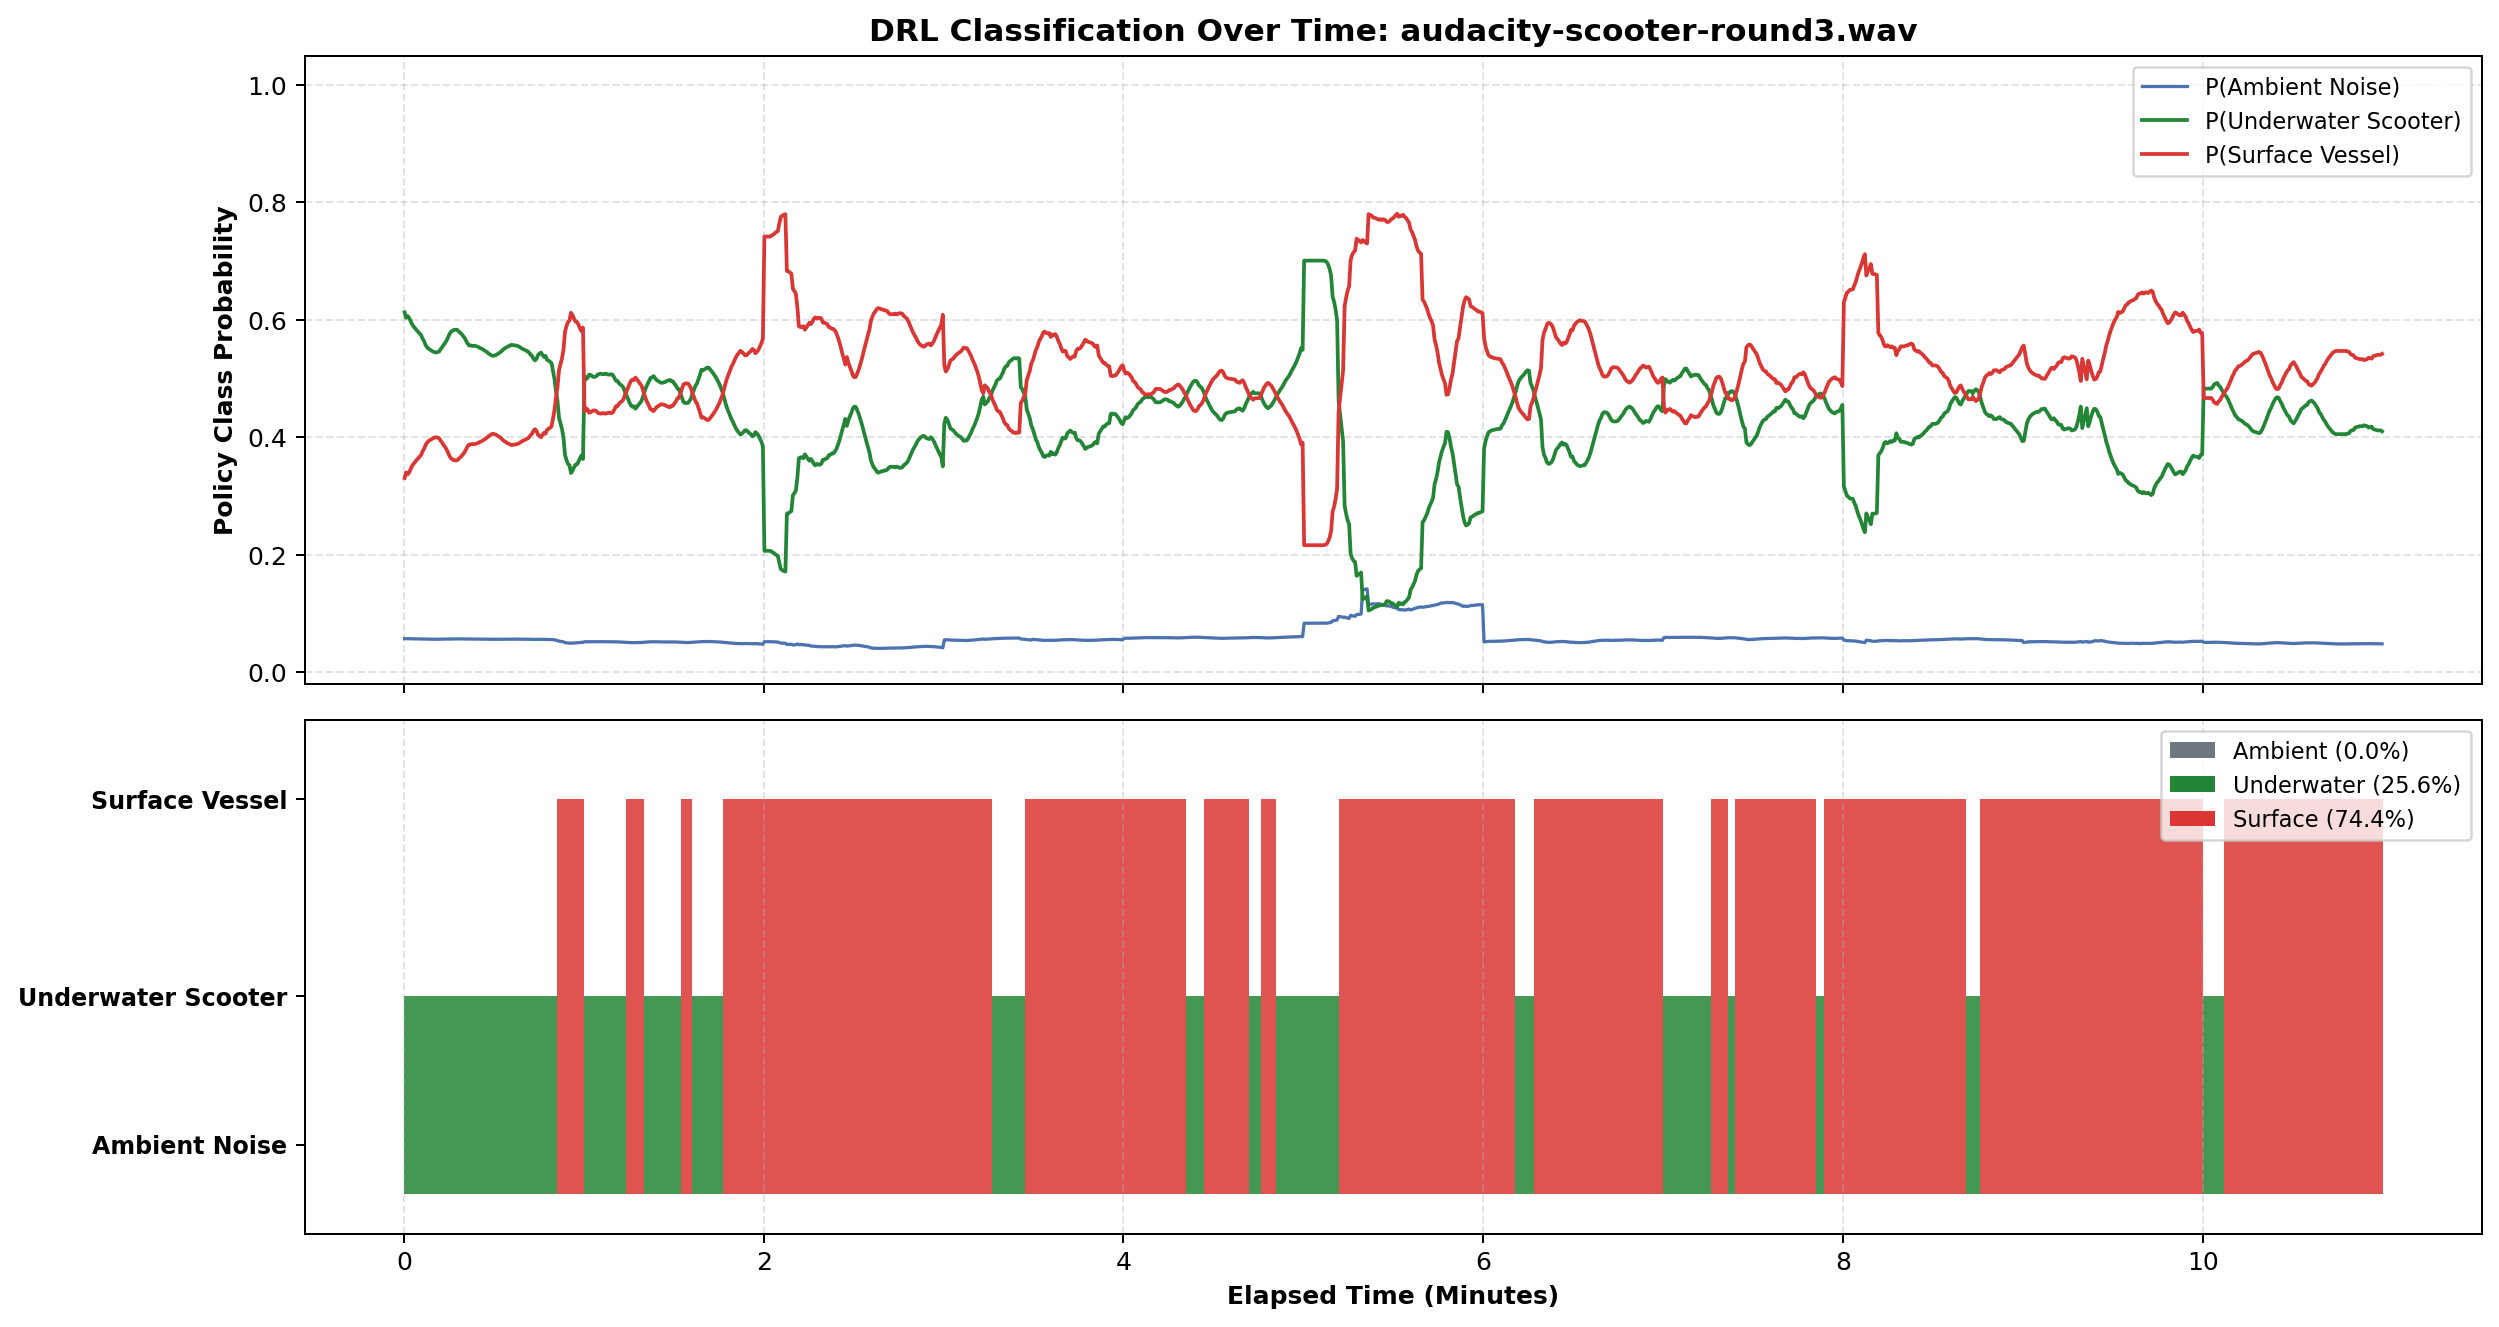 DRL Classification Over Time: audacity-scooter-round3.wav
Policy Class Probability
1.0
0.8
0.6
0.4
0.2
0.0
P(Ambient Noise)
P(Underwater Scooter)
P(Surface Vessel)
Surface Vessel
Underwater Scooter
Ambient Noise
Ambient (0.0%)
Underwater (25.6%)
Surface (74.4%)
0 2 4 6 8 10
Elapsed Time (Minutes)